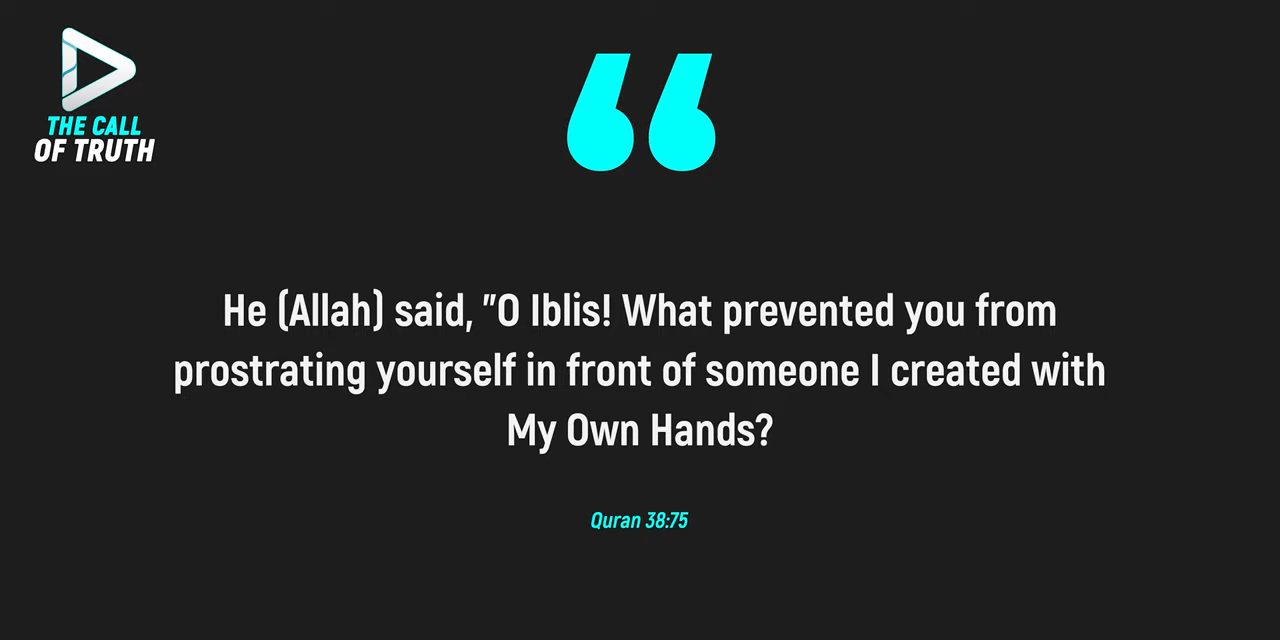 THE CALL
OF TRUTH
“
He (Allah) said, "O Iblis! What prevented you from
prostrating yourself in front of someone I created with
My Own Hands?
Quran 38:75